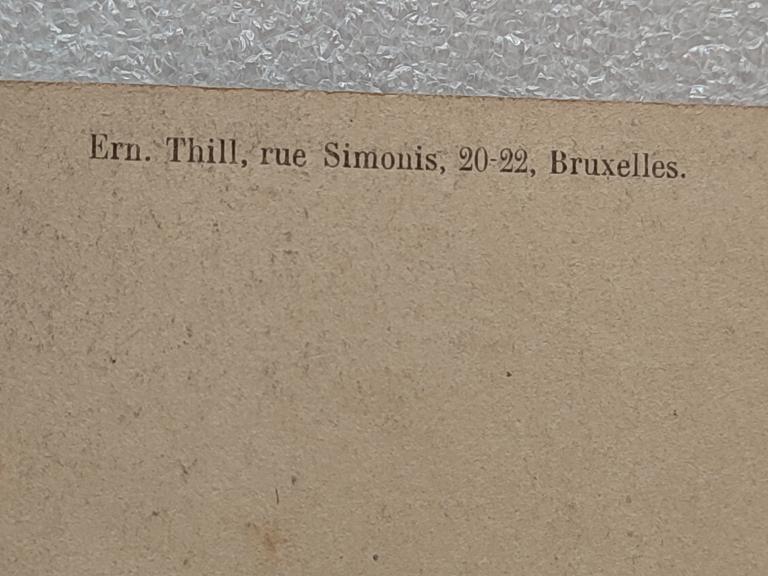 Ern. Thill, rue Simonis, 20-22, Bruxelles.